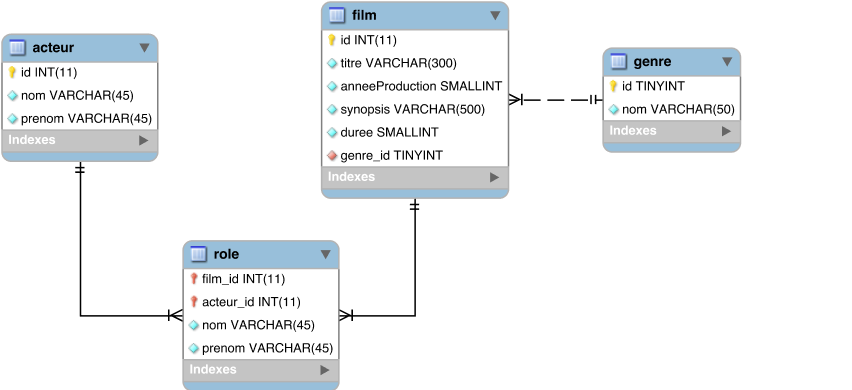 acteur
id INT(11)
nom VARCHAR(45)
prenom VARCHAR(45)
Indexes
film
id INT(11)
titre VARCHAR(300)
anneeProduction SMALLINT
synopsis VARCHAR(500)
duree SMALLINT
genre_id TINYINT
Indexes
genre
id TINYINT
nom VARCHAR(50)
Indexes
role
film_id INT(11)
acteur_id INT(11)
nom VARCHAR(45)
prenom VARCHAR(45)
Indexes